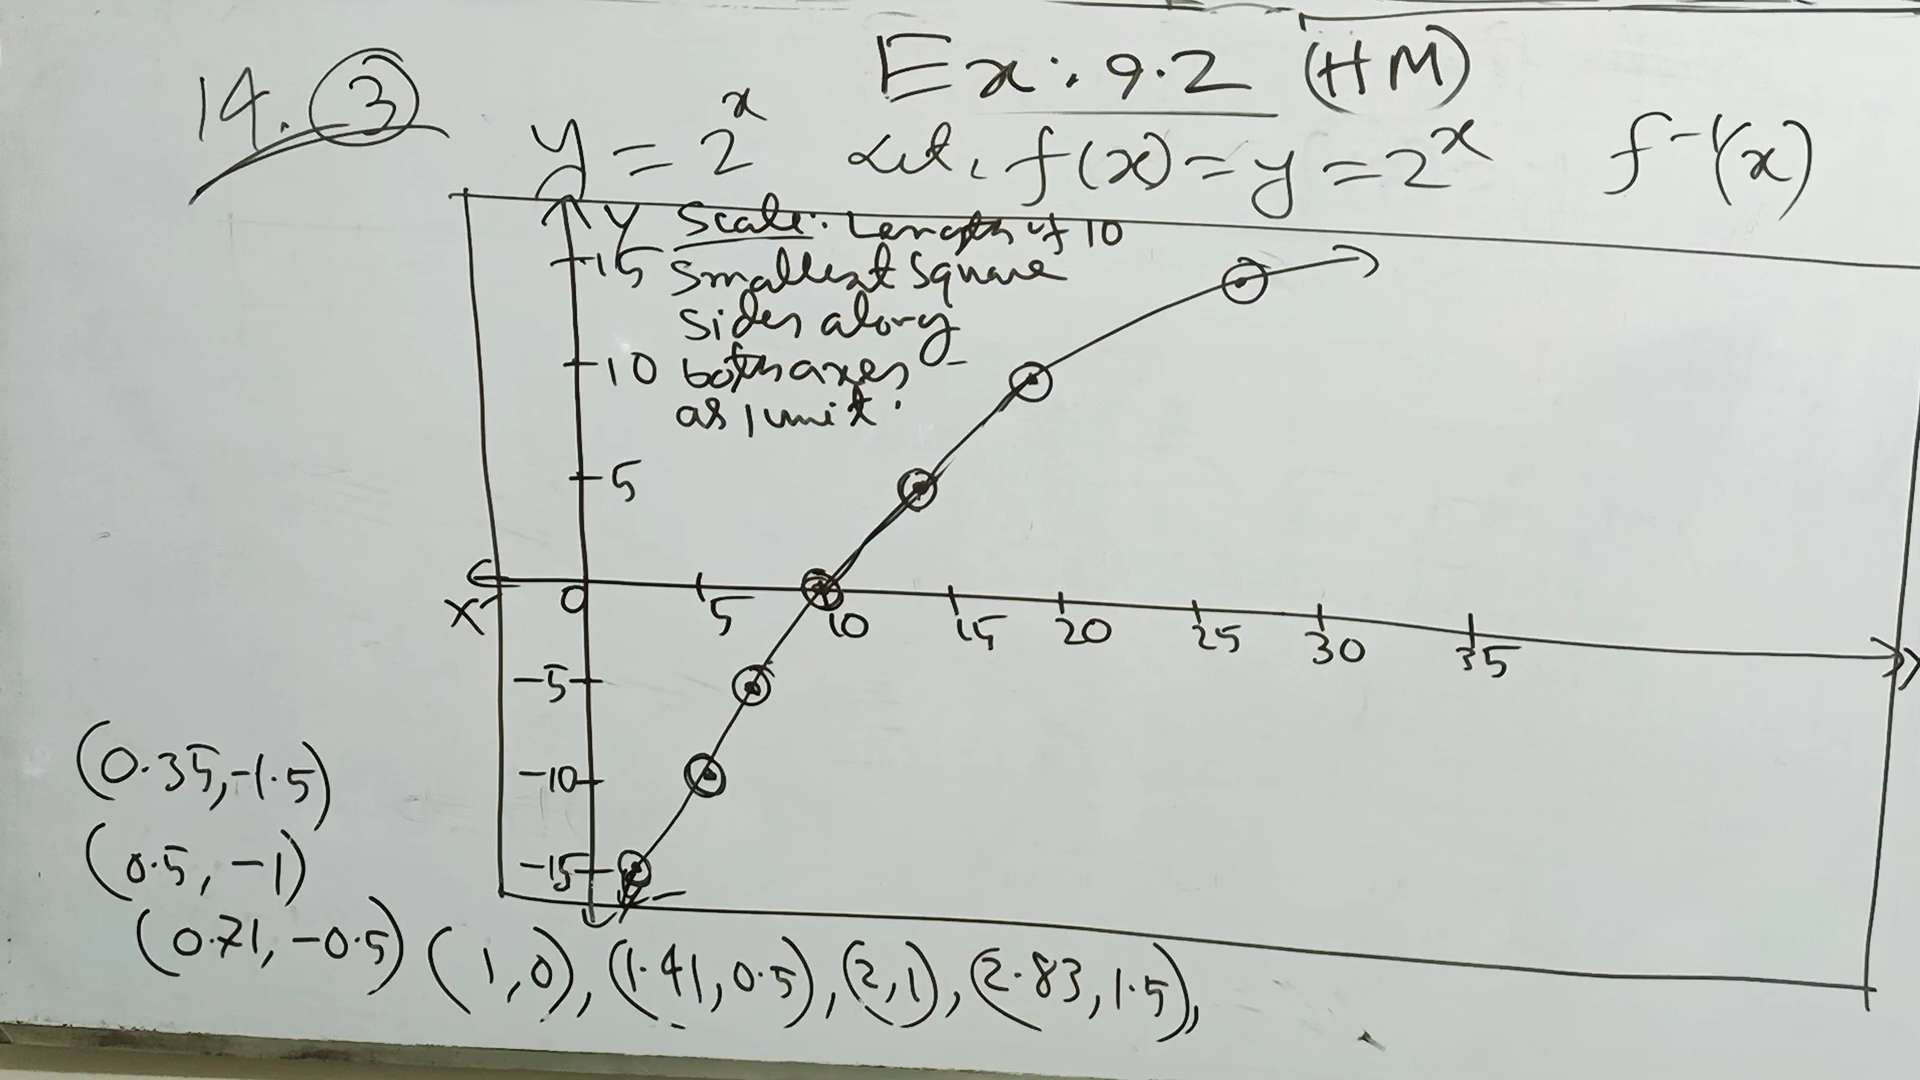 Ex: 9.2 (HM)
14. 3
y = 2^x Let, f(x) = y = 2^x f^-1(x)
Y Scale: Length of 10
smallest square
sides along
both axes
as 1 unit.
15
10
5
X' 0 5 10 15 20 25 30 35
-5
-10
-15
(0.35, -1.5)
(0.5, -1)
(0.71, -0.5) (1, 0), (1.41, 0.5), (2, 1), (2.83, 1.5),